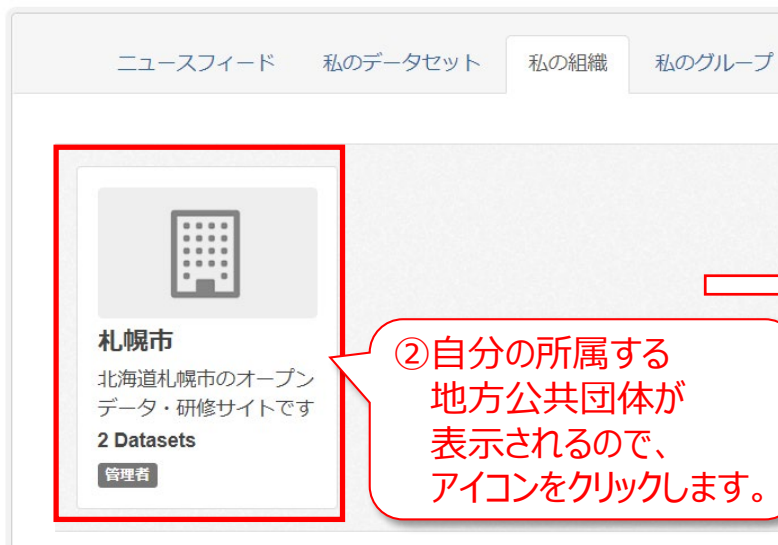 ニュースフィード 私のデータセット 私の組織 私のグループ
札幌市
北海道札幌市のオープン
データ・研修サイトです
2 Datasets
管理者
②自分の所属する
地方公共団体が
表示されるので、
アイコンをクリックします。